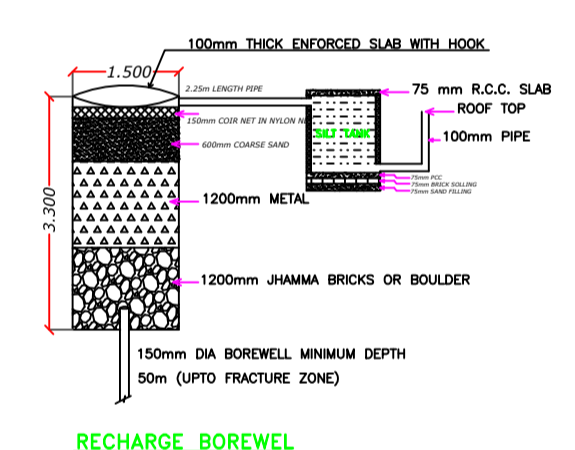 100mm THICK ENFORCED SLAB WITH HOOK
1.500
2.25m LENGTH PIPE
75 mm R.C.C. SLAB
ROOF TOP
150mm COIR NET IN NYLON
100mm PIPE
SILT TANK
600mm COARSE SAND
75mm PCC
75mm BRICK SOLLING
75mm SAND FILLING
3.300
1200mm METAL
1200mm JHAMMA BRICKS OR BOULDER
150mm DIA BOREWELL MINIMUM DEPTH
50m (UPTO FRACTURE ZONE)
RECHARGE BOREWEL